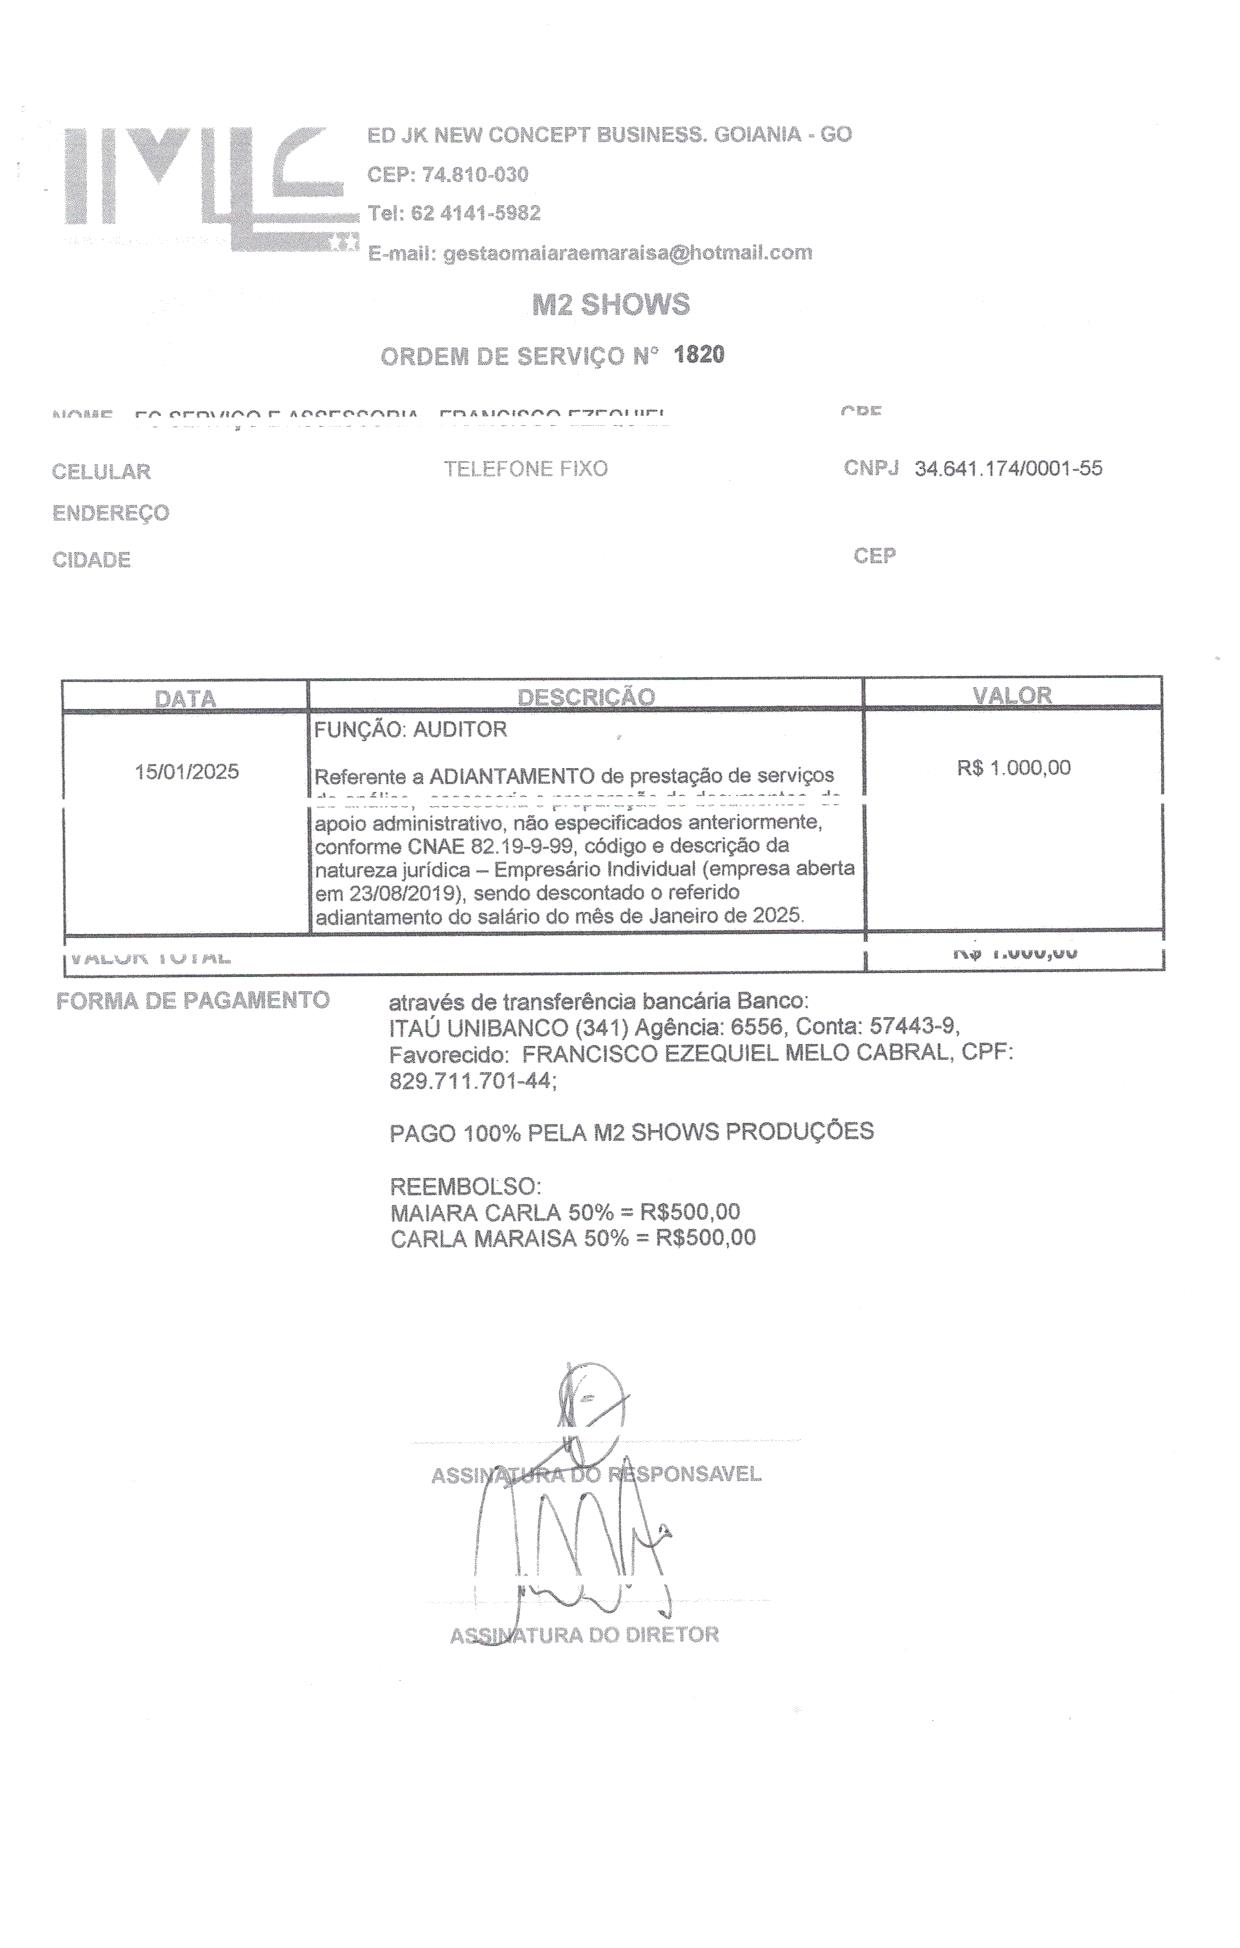 ED JK NEW CONCEPT BUSINESS. GOIANIA - GO
CEP: 74.810-030
Tel: 62 4141-5982
E-mail: gestaomaiaraemaraisa@hotmail.com
M2 SHOWS
ORDEM DE SERVIÇO N° 1820
NOME FC SERVIÇO E ASSESSORIA FRANCISCO EZEQUIEL CPF
CELULAR TELEFONE FIXO CNPJ 34.641.174/0001-55
ENDEREÇO
CIDADE CEP
DATA DESCRIÇÃO VALOR
FUNÇÃO: AUDITOR
15/01/2025 Referente a ADIANTAMENTO de prestação de serviços R$ 1.000,00
de análise, assessoria e preparação de documentos de
apoio administrativo, não especificados anteriormente,
conforme CNAE 82.19-9-99, código e descrição da
natureza jurídica – Empresário Individual (empresa aberta
em 23/08/2019), sendo descontado o referido
adiantamento do salário do mês de Janeiro de 2025.
VALOR TOTAL R$ 1.000,00
FORMA DE PAGAMENTO através de transferência bancária Banco:
ITAÚ UNIBANCO (341) Agência: 6556, Conta: 57443-9,
Favorecido: FRANCISCO EZEQUIEL MELO CABRAL, CPF:
829.711.701-44;
PAGO 100% PELA M2 SHOWS PRODUÇÕES
REEMBOLSO:
MAIARA CARLA 50% = R$500,00
CARLA MARAISA 50% = R$500,00
ASSINATURA DO RESPONSAVEL
ASSINATURA DO DIRETOR